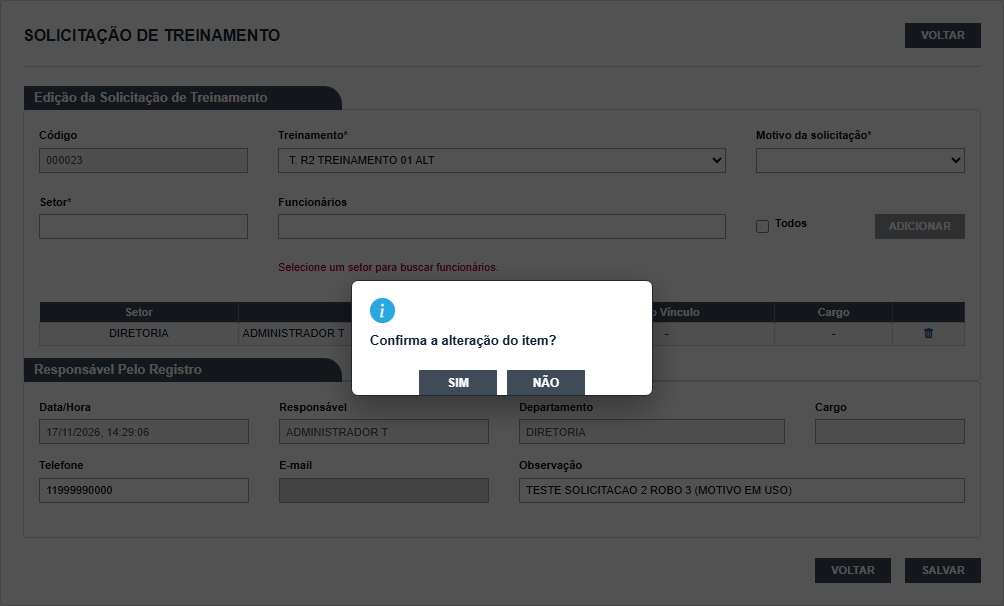 SOLICITAÇÃO DE TREINAMENTO
VOLTAR
Edição da Solicitação de Treinamento
Código
Treinamento*
Motivo da solicitação*
000023
T. R2 TREINAMENTO 01 ALT
Setor*
Funcionários
Todos
ADICIONAR
Selecione um setor para buscar funcionários.
Setor
Vínculo
Cargo
DIRETORIA
ADMINISTRADOR T
-
-
i
Confirma a alteração do item?
SIM
NÃO
Responsável Pelo Registro
Data/Hora
Responsável
Departamento
Cargo
17/11/2026, 14:29:06
ADMINISTRADOR T
DIRETORIA
Telefone
E-mail
Observação
11999990000
TESTE SOLICITACAO 2 ROBO 3 (MOTIVO EM USO)
VOLTAR
SALVAR